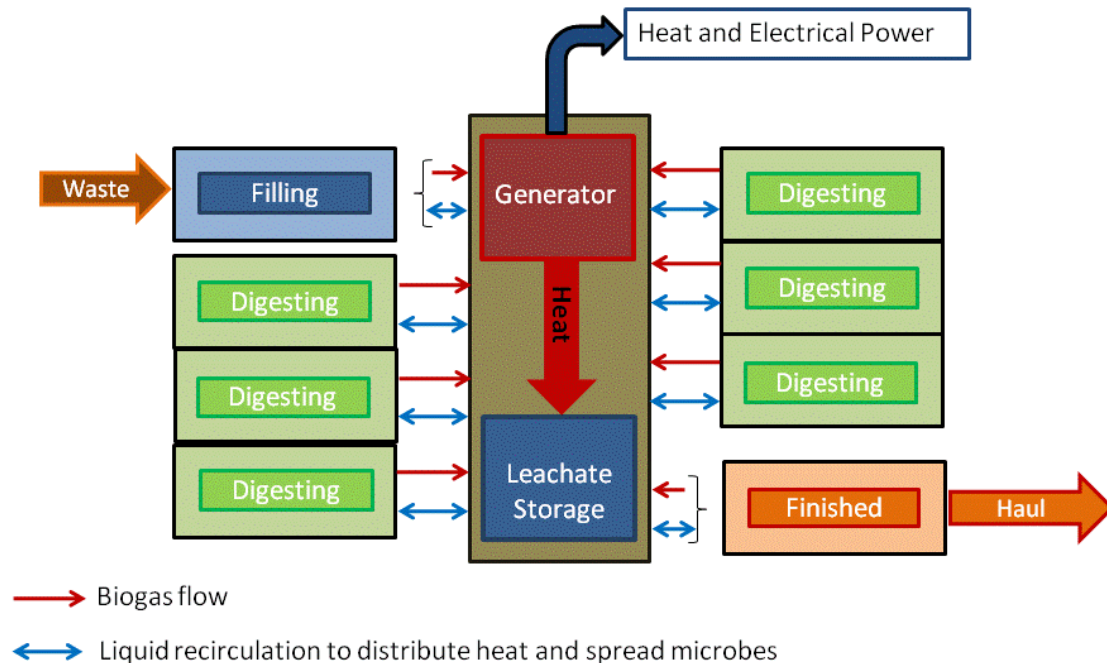 Heat and Electrical Power
Waste
Filling
Generator
Digesting
Digesting
Digesting
Heat
Digesting
Digesting
Digesting
Leachate
Storage
Digesting
Finished
Haul
Biogas flow
Liquid recirculation to distribute heat and spread microbes